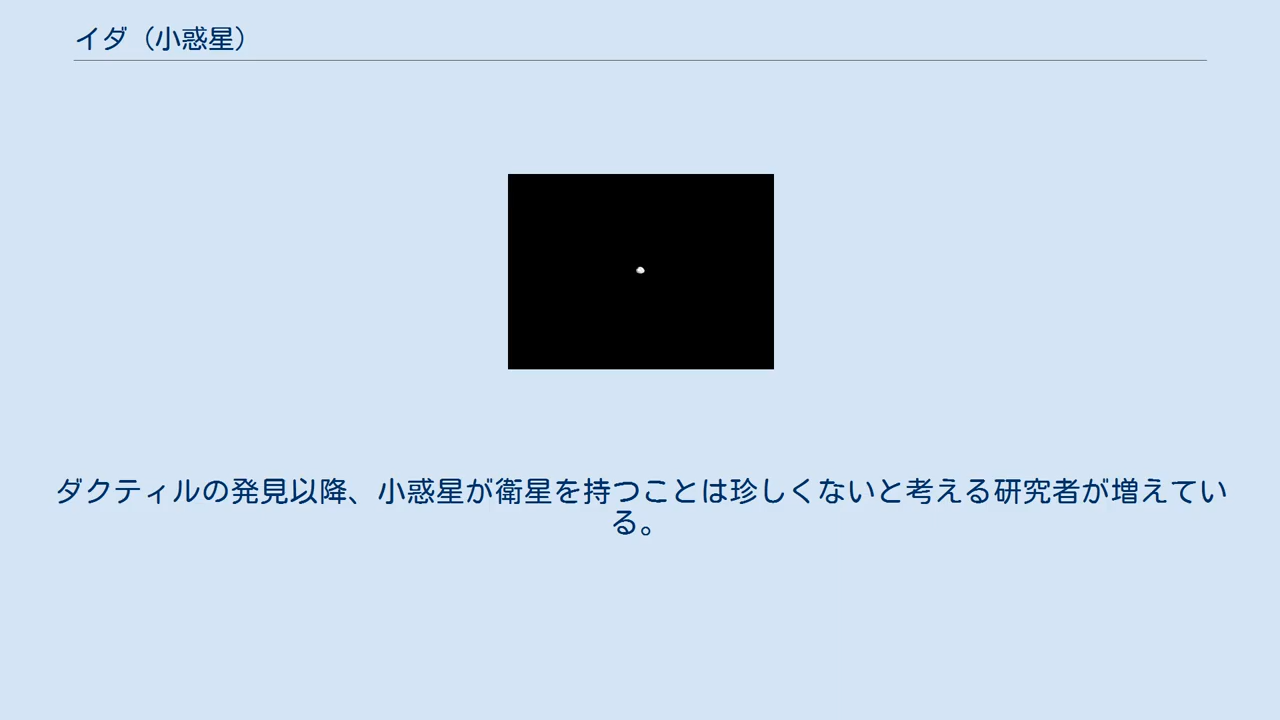 イダ（小惑星）
ダクティルの発見以降、小惑星が衛星を持つことは珍しくないと考える研究者が増えてい
る。